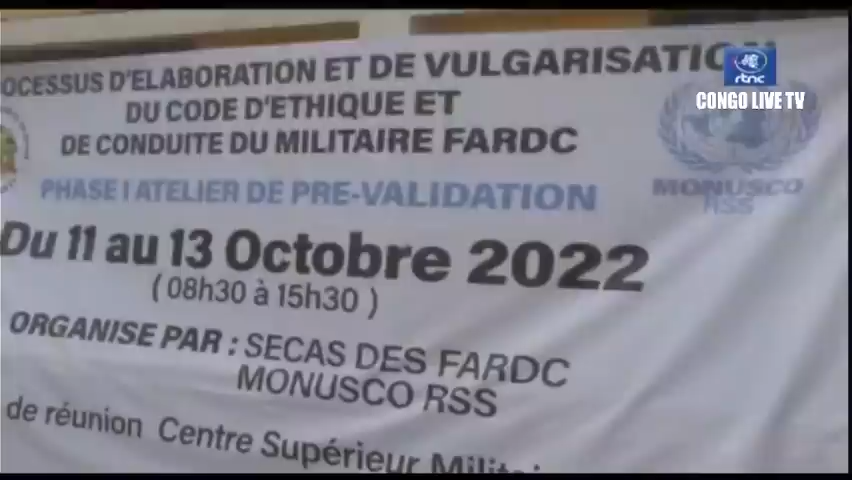 OCESSUS D'ELABORATION ET DE VULGARISATION
DU CODE D'ETHIQUE ET
DE CONDUITE DU MILITAIRE FARDC
PHASE I ATELIER DE PRE-VALIDATION
Du 11 au 13 Octobre 2022
(08h30 à 15h30)
ORGANISE PAR : SECAS DES FARDC
MONUSCO RSS
de réunion Centre Supérieur Milit
rtnc
CONGO LIVE TV
MONUSCO
RSS